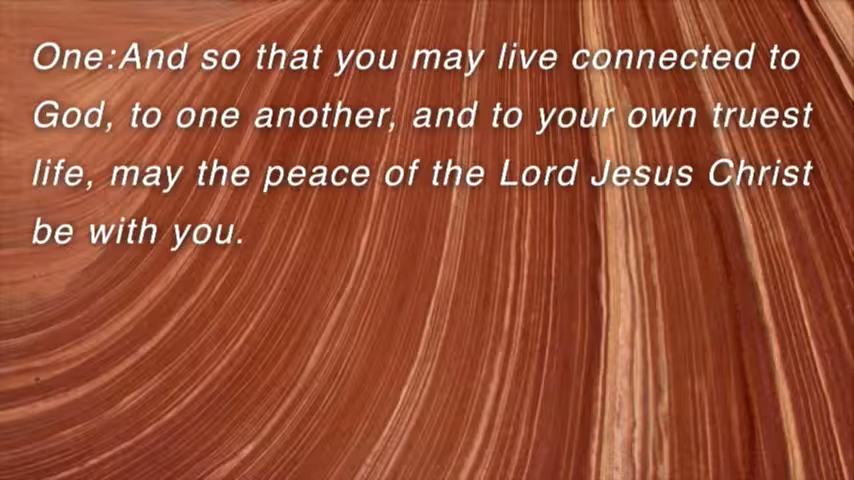 One:And so that you may live connected to
God, to one another, and to your own truest
life, may the peace of the Lord Jesus Christ
be with you.